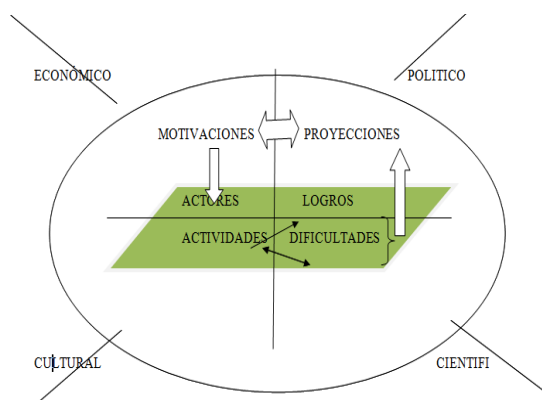 ECONÓMICO
POLITICO
MOTIVACIONES PROYECCIONES
ACTORES LOGROS
ACTIVIDADES DIFICULTADES
CULTURAL
CIENTIFI